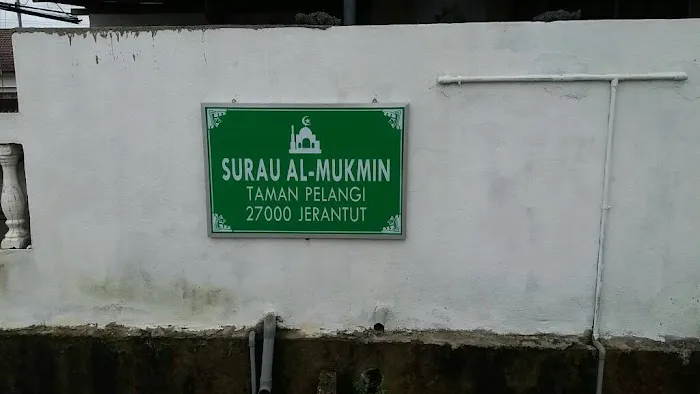 SURAU AL-MUKMIN
TAMAN PELANGI
27000 JERANTUT